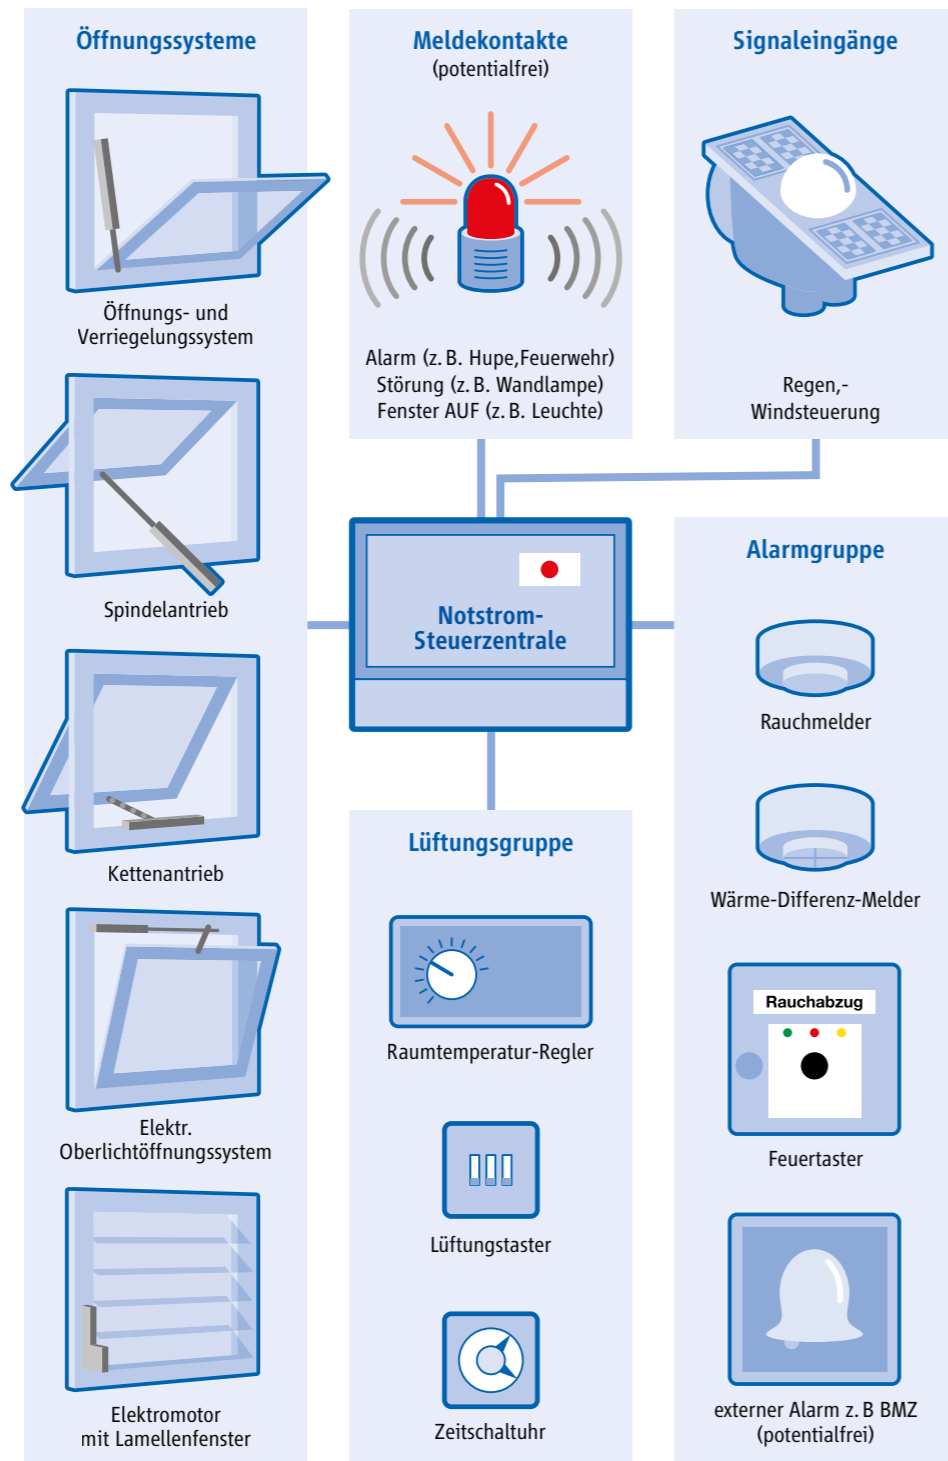 Öffnungssysteme
Öffnungs- und
Verriegelungssystem
Spindelantrieb
Kettenantrieb
Elektr.
Oberlichtöffnungssystem
Elektromotor
mit Lamellenfenster
Meldekontakte
(potentialfrei)
Alarm (z. B. Hupe,Feuerwehr)
Störung (z. B. Wandlampe)
Fenster AUF (z. B. Leuchte)
Signaleingänge
Regen,-
Windsteuerung
Notstrom-
Steuerzentrale
Lüftungsgruppe
Raumtemperatur-Regler
Lüftungstaster
Zeitschaltuhr
Alarmgruppe
Rauchmelder
Wärme-Differenz-Melder
Rauchabzug
Feuertaster
externer Alarm z. B BMZ
(potentialfrei)